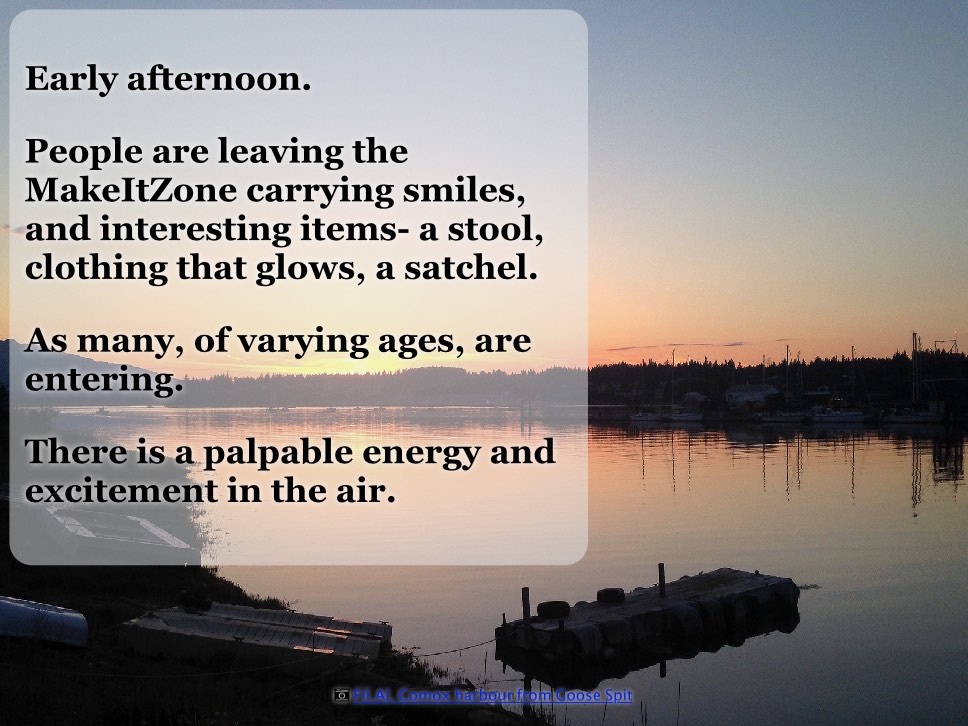 Early afternoon.
People are leaving the
MakeItZone carrying smiles,
and interesting items- a stool,
clothing that glows, a satchel.
As many, of varying ages, are
entering.
There is a palpable energy and
excitement in the air.
Comox harbour from Goose Spit